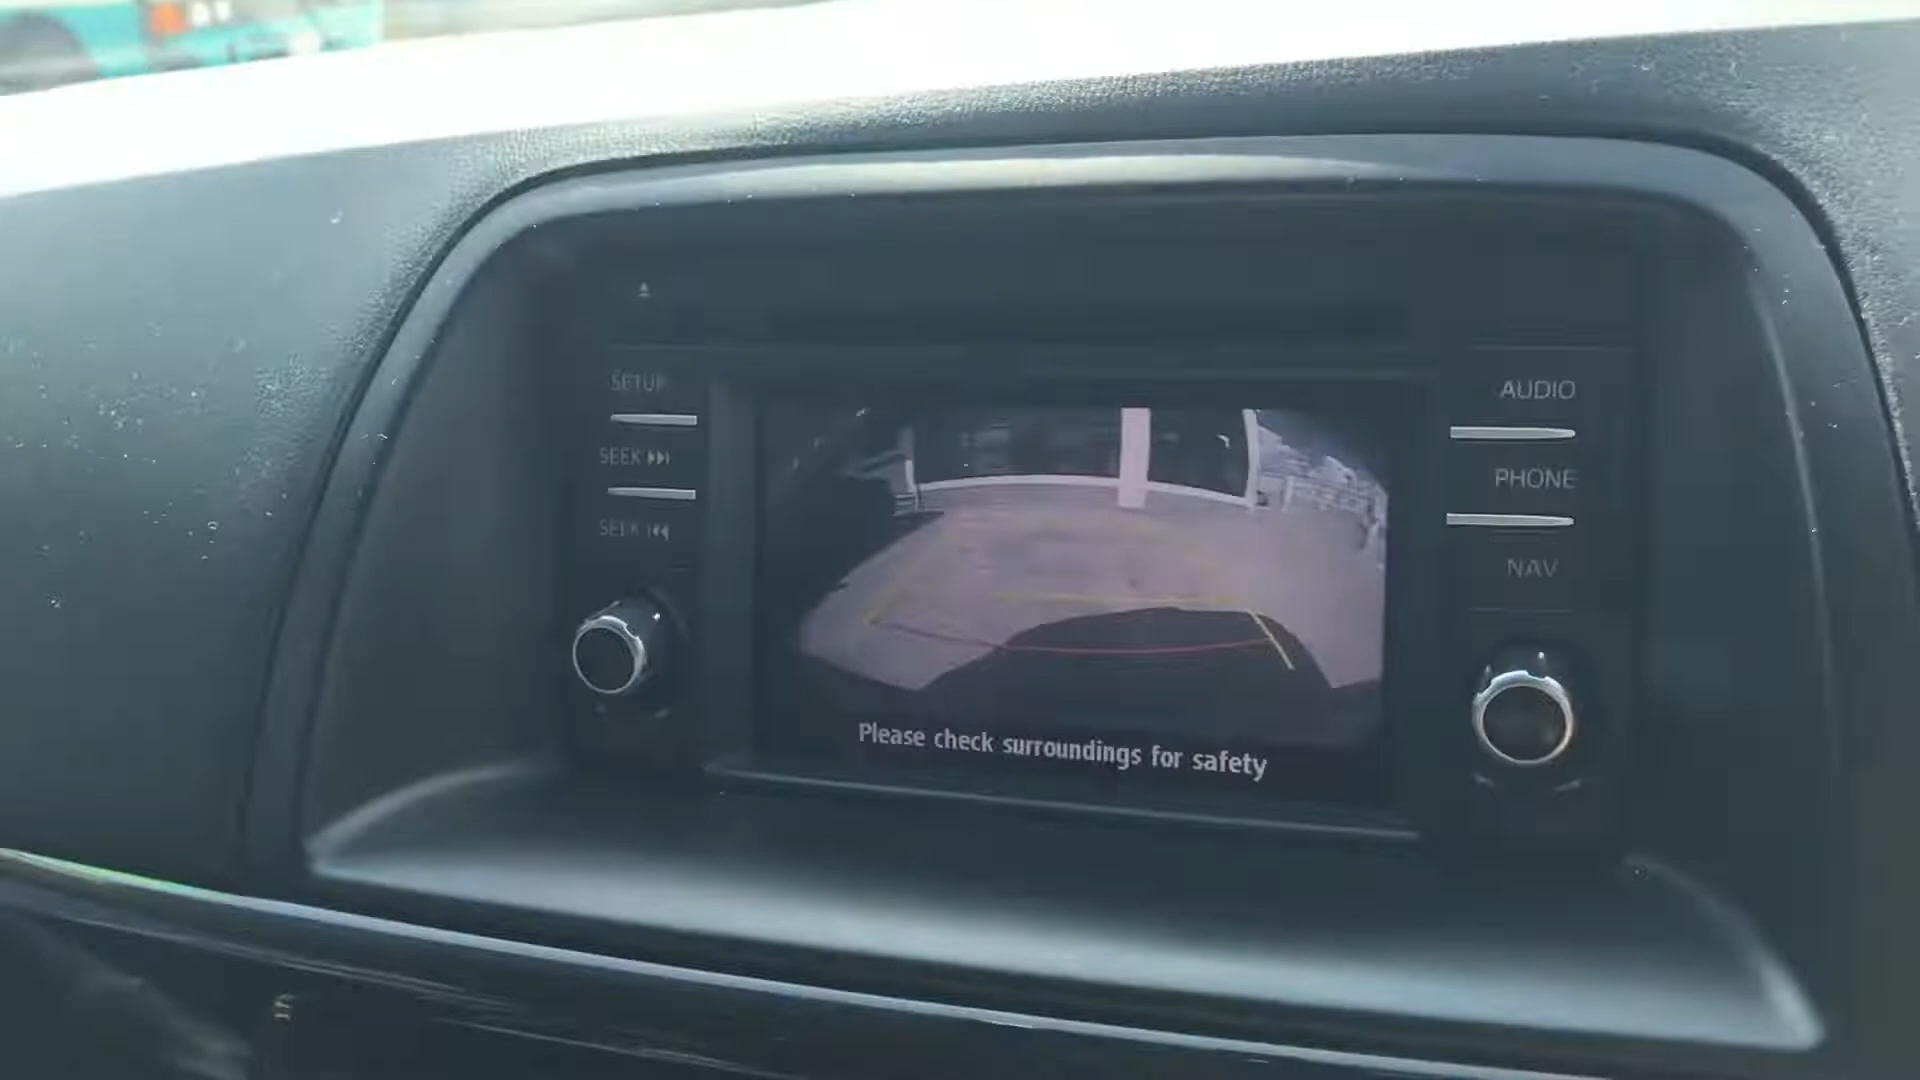 SETUP
SEEK
SEEK
Please check surroundings for safety
AUDIO
PHONE
NAV